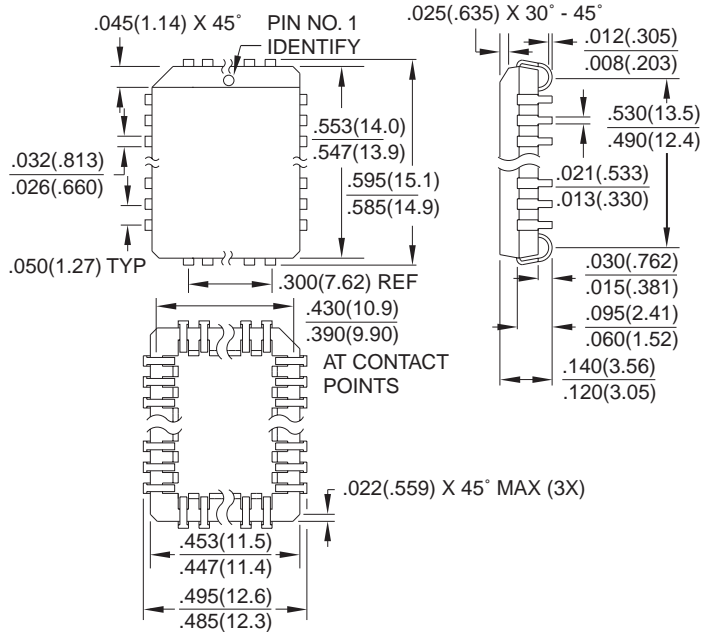 .045(1.14) X 45°
PIN NO. 1
IDENTIFY
.025(.635) X 30° - 45°
.012(.305)
.008(.203)
.553(14.0)
.547(13.9)
.530(13.5)
.490(12.4)
.032(.813)
.026(.660)
.595(15.1)
.585(14.9)
.021(.533)
.013(.330)
.050(1.27) TYP
.300(7.62) REF
.030(.762)
.015(.381)
.430(10.9)
.390(9.90)
AT CONTACT
POINTS
.095(2.41)
.060(1.52)
.140(3.56)
.120(3.05)
.022(.559) X 45° MAX (3X)
.453(11.5)
.447(11.4)
.495(12.6)
.485(12.3)